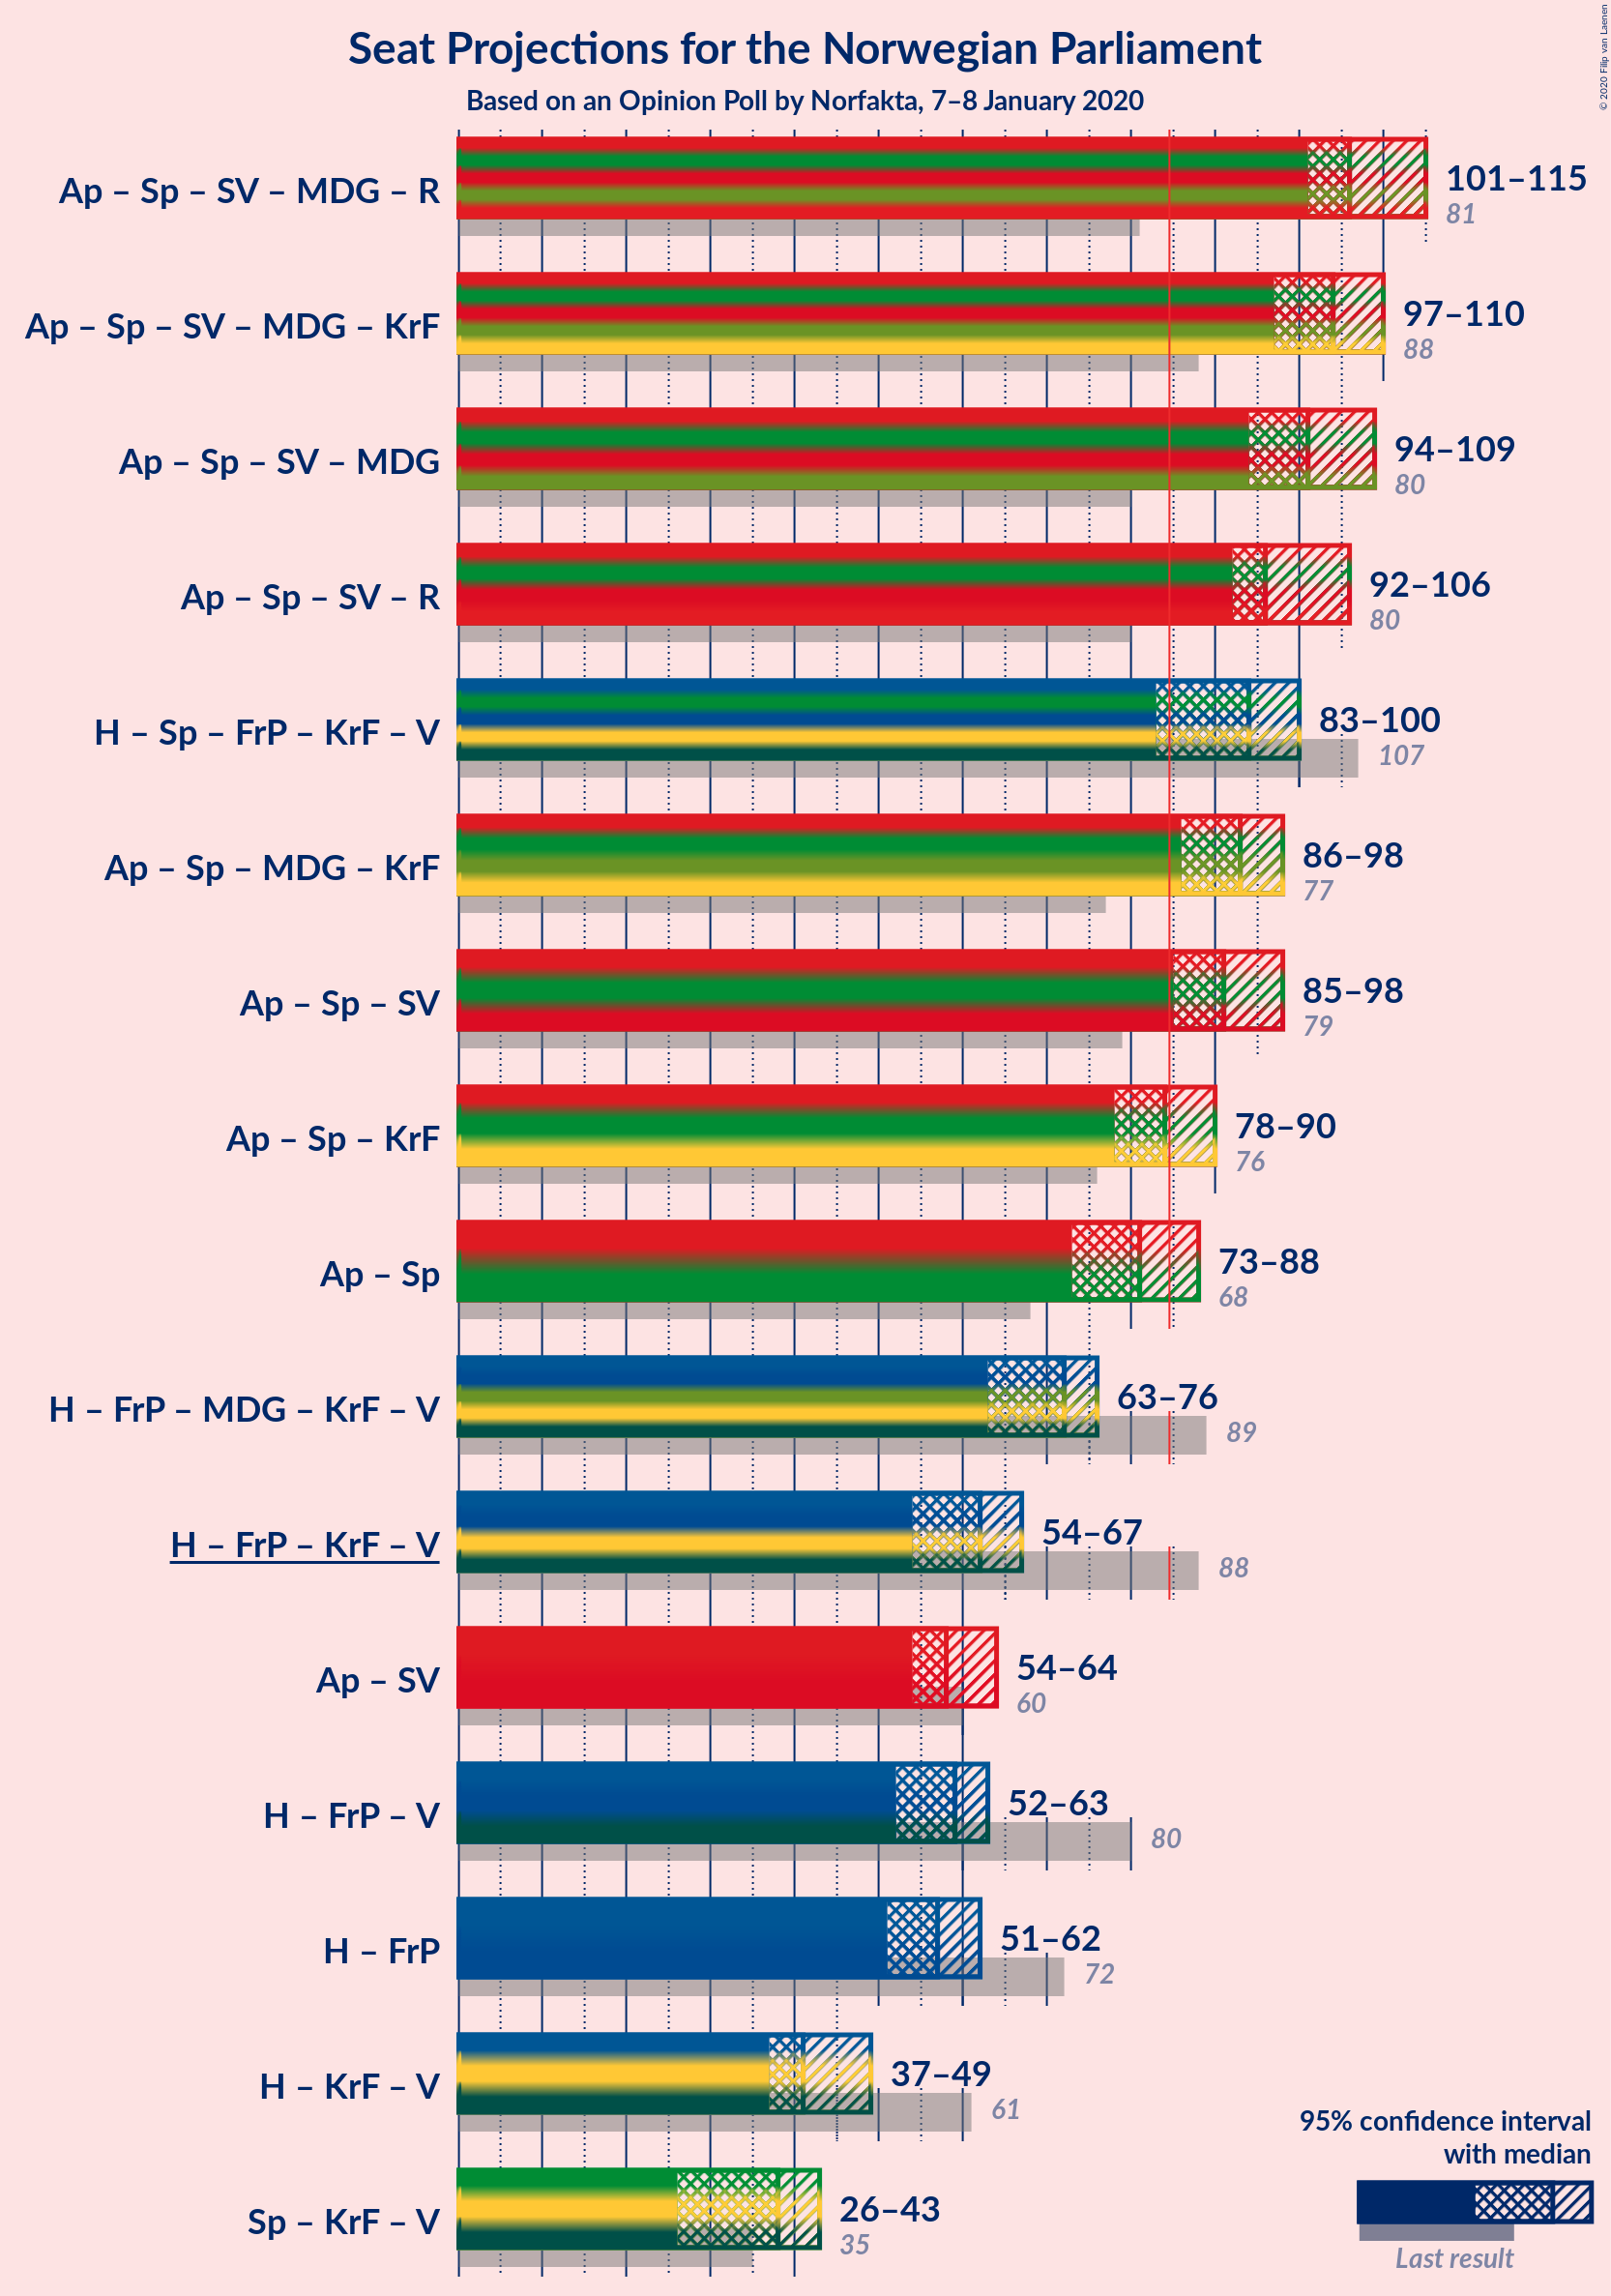 © 2020 Filip van Laenen
Seat Projections for the Norwegian Parliament
Based on an Opinion Poll by Norfakta, 7–8 January 2020
Ap – Sp – SV – MDG – R
101–115
81
Ap – Sp – SV – MDG – KrF
97–110
88
Ap – Sp – SV – MDG
94–109
80
Ap – Sp – SV – R
92–106
80
H – Sp – FrP – KrF – V
83–100
107
Ap – Sp – MDG – KrF
86–98
77
Ap – Sp – SV
85–98
79
Ap – Sp – KrF
78–90
76
Ap – Sp
73–88
68
H – FrP – MDG – KrF – V
63–76
89
H – FrP – KrF – V
54–67
88
Ap – SV
54–64
60
H – FrP – V
52–63
80
H – FrP
51–62
72
H – KrF – V
37–49
61
Sp – KrF – V
26–43
35
95% confidence interval
with median
Last result